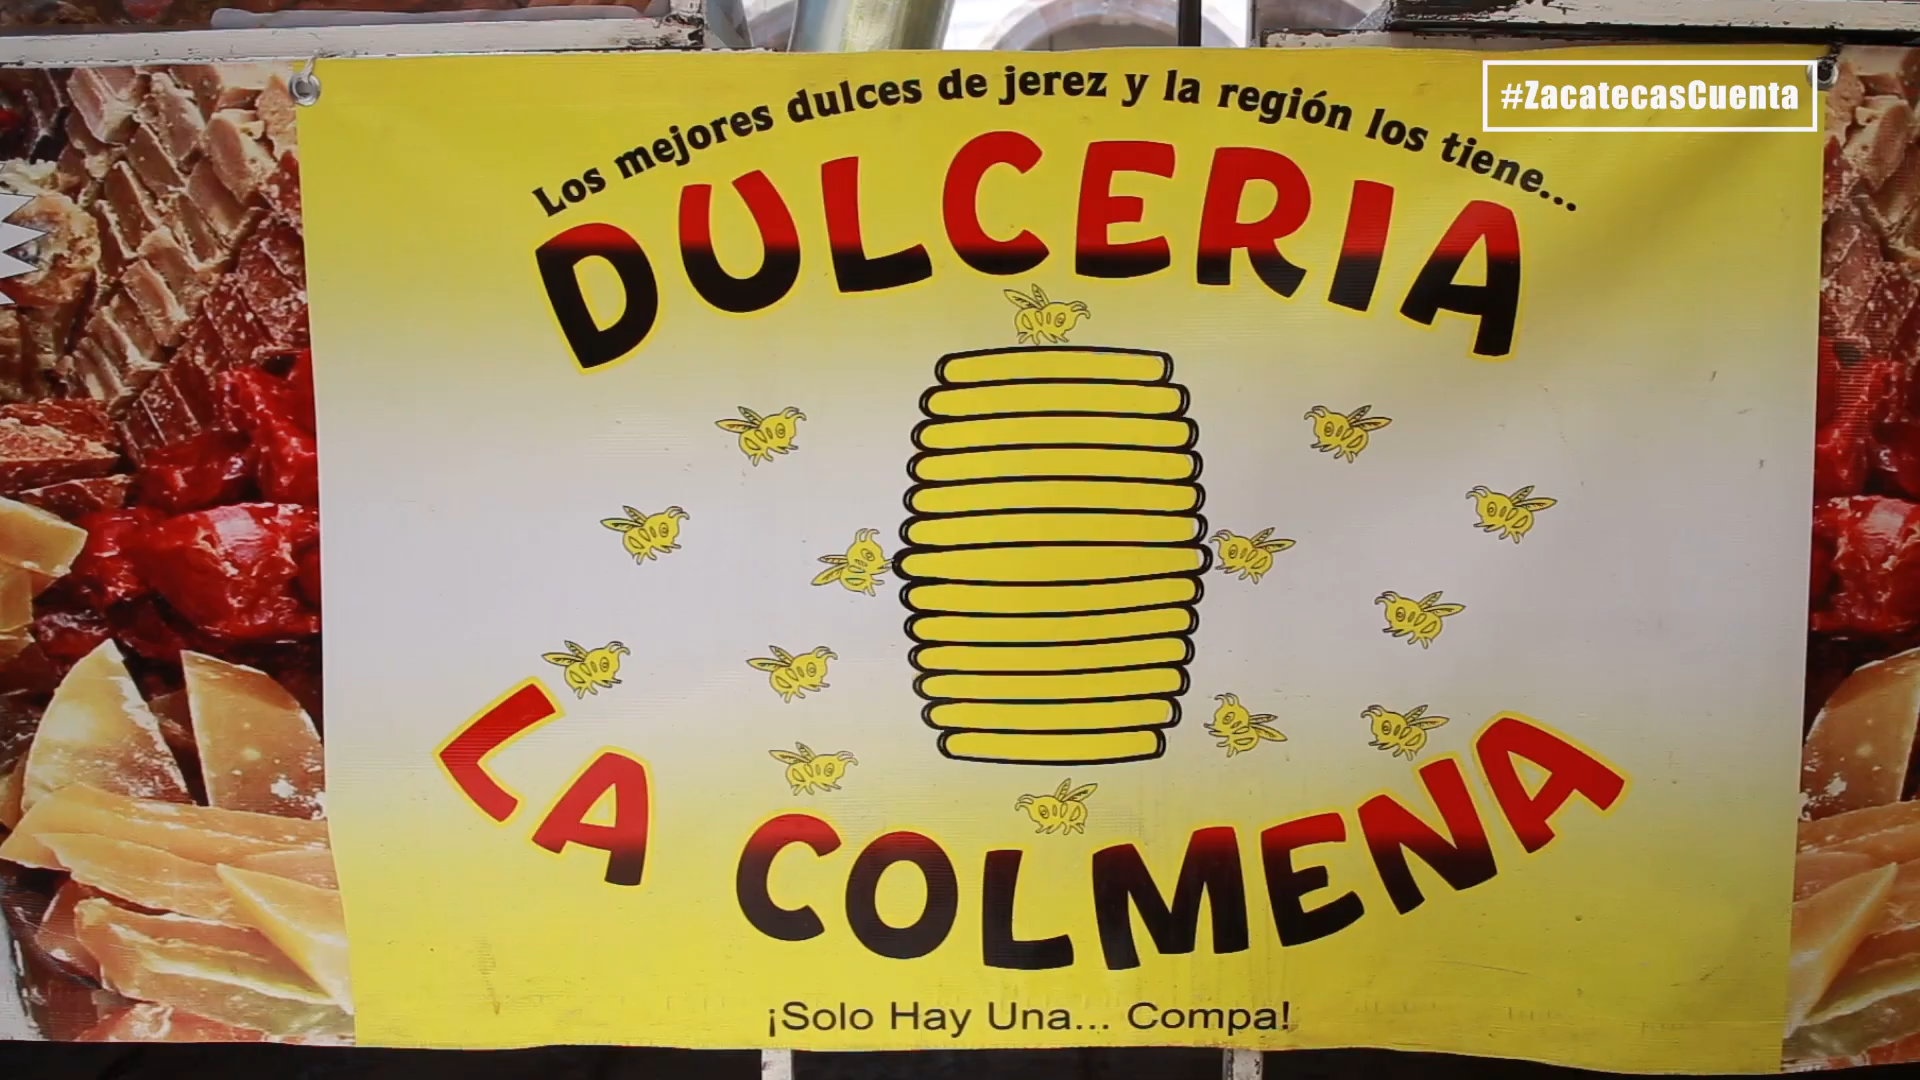 #ZacatecasCuenta
Los mejores dulces de jerez y la región los tiene...
DULCERIA
LA COLMENA
¡Solo Hay Una... Compa!